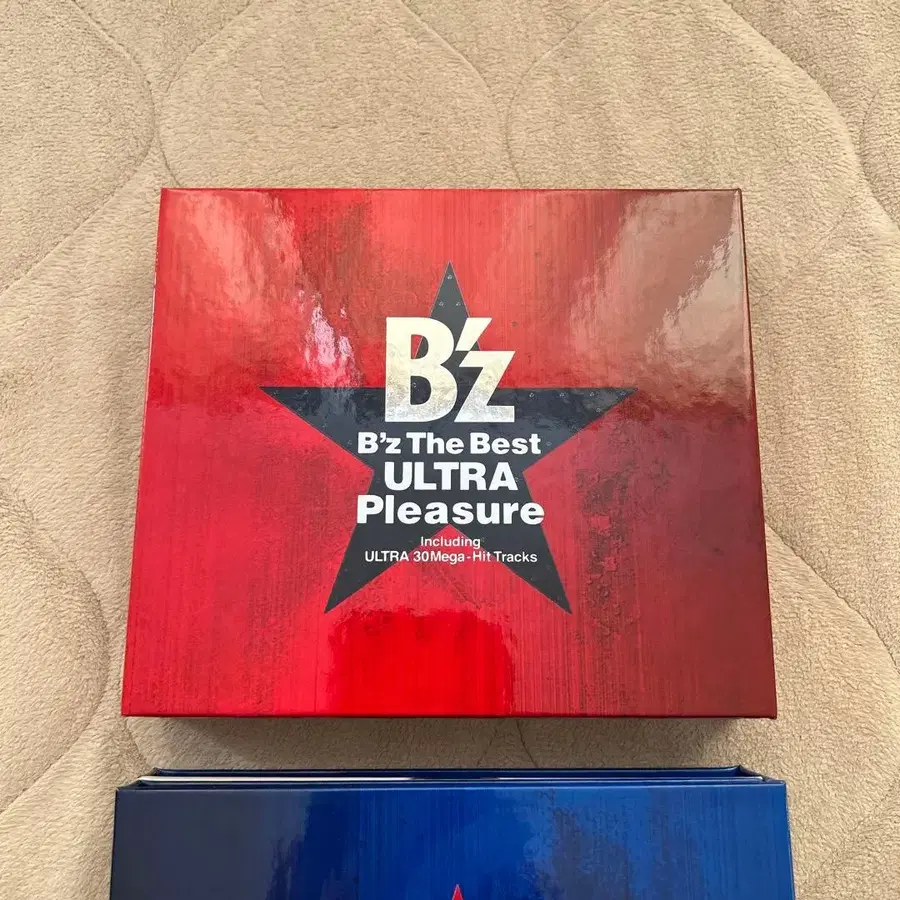 B'z
B'z The Best
ULTRA
Pleasure
Including
ULTRA 30Mega-Hit Tracks